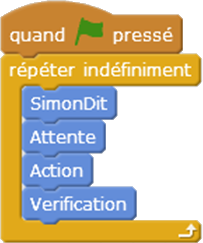 quand pressé
répéter indéfiniment
SimonDit
Attente
Action
Verification